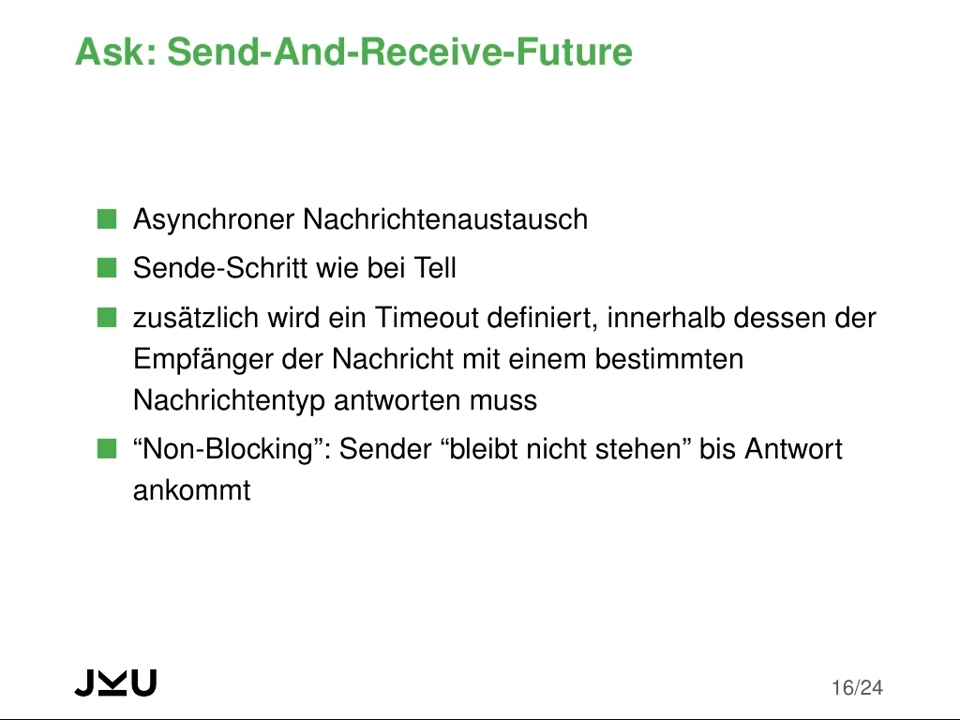 Ask: Send-And-Receive-Future
Asynchroner Nachrichtenaustausch
Sende-Schritt wie bei Tell
zusätzlich wird ein Timeout definiert, innerhalb dessen der
Empfänger der Nachricht mit einem bestimmten
Nachrichtentyp antworten muss
“Non-Blocking”: Sender “bleibt nicht stehen” bis Antwort
ankommt
JKU
16/24